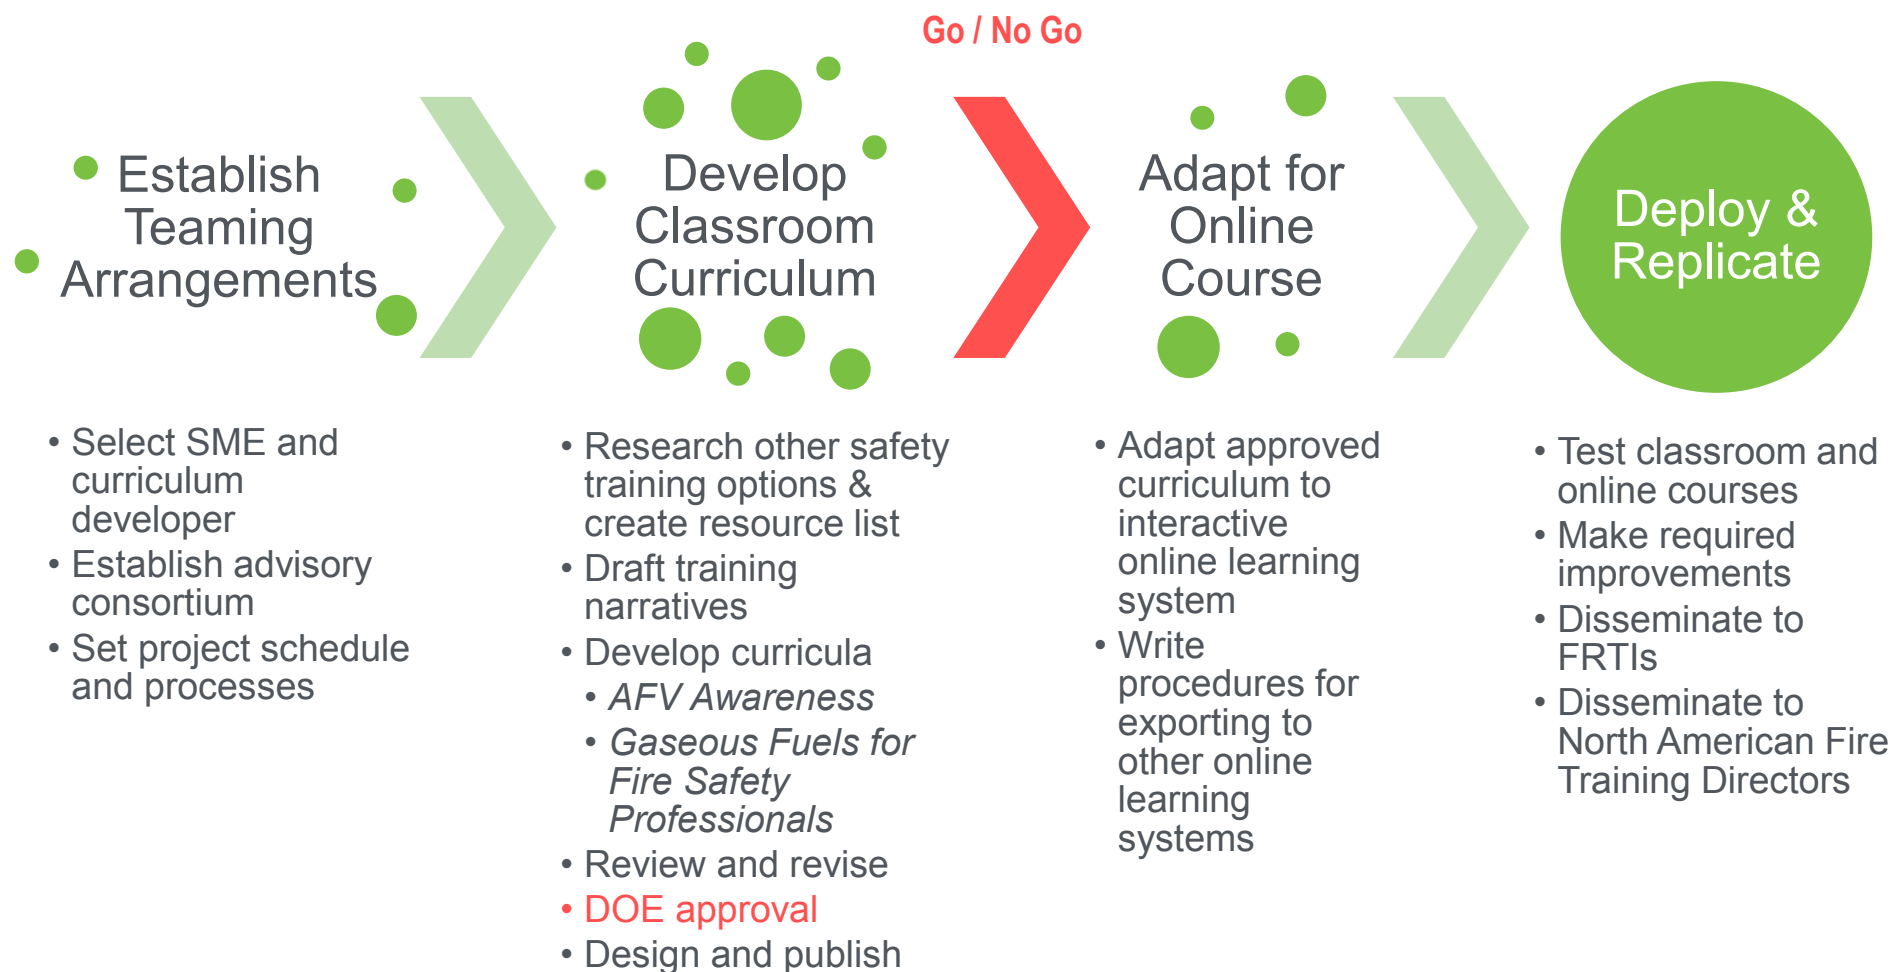 Go / No Go
Establish
Teaming
Arrangements
Develop
Classroom
Curriculum
Adapt for
Online
Course
Deploy &
Replicate
• Select SME and
curriculum
developer
• Establish advisory
consortium
• Set project schedule
and processes
• Research other safety
training options &
create resource list
• Draft training
narratives
• Develop curricula
• AFV Awareness
• Gaseous Fuels for
Fire Safety
Professionals
• Review and revise
• DOE approval
• Design and publish
• Adapt approved
curriculum to
interactive
online learning
system
• Write
procedures for
exporting to
other online
learning
systems
• Test classroom and
online courses
• Make required
improvements
• Disseminate to
FRTIs
• Disseminate to
North American Fire
Training Directors